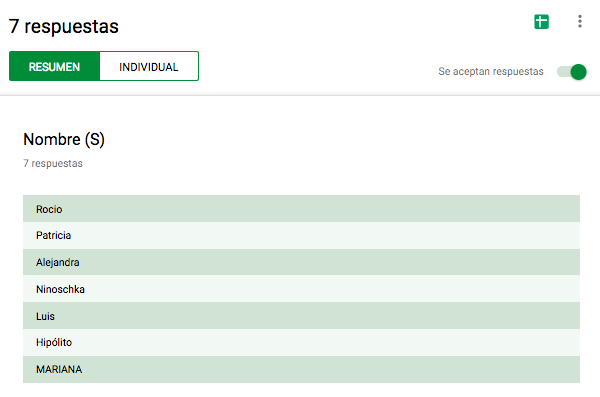 7 respuestas
RESUMEN INDIVIDUAL
Se aceptan respuestas
Nombre (S)
7 respuestas
Rocio
Patricia
Alejandra
Ninoschka
Luis
Hipólito
MARIANA